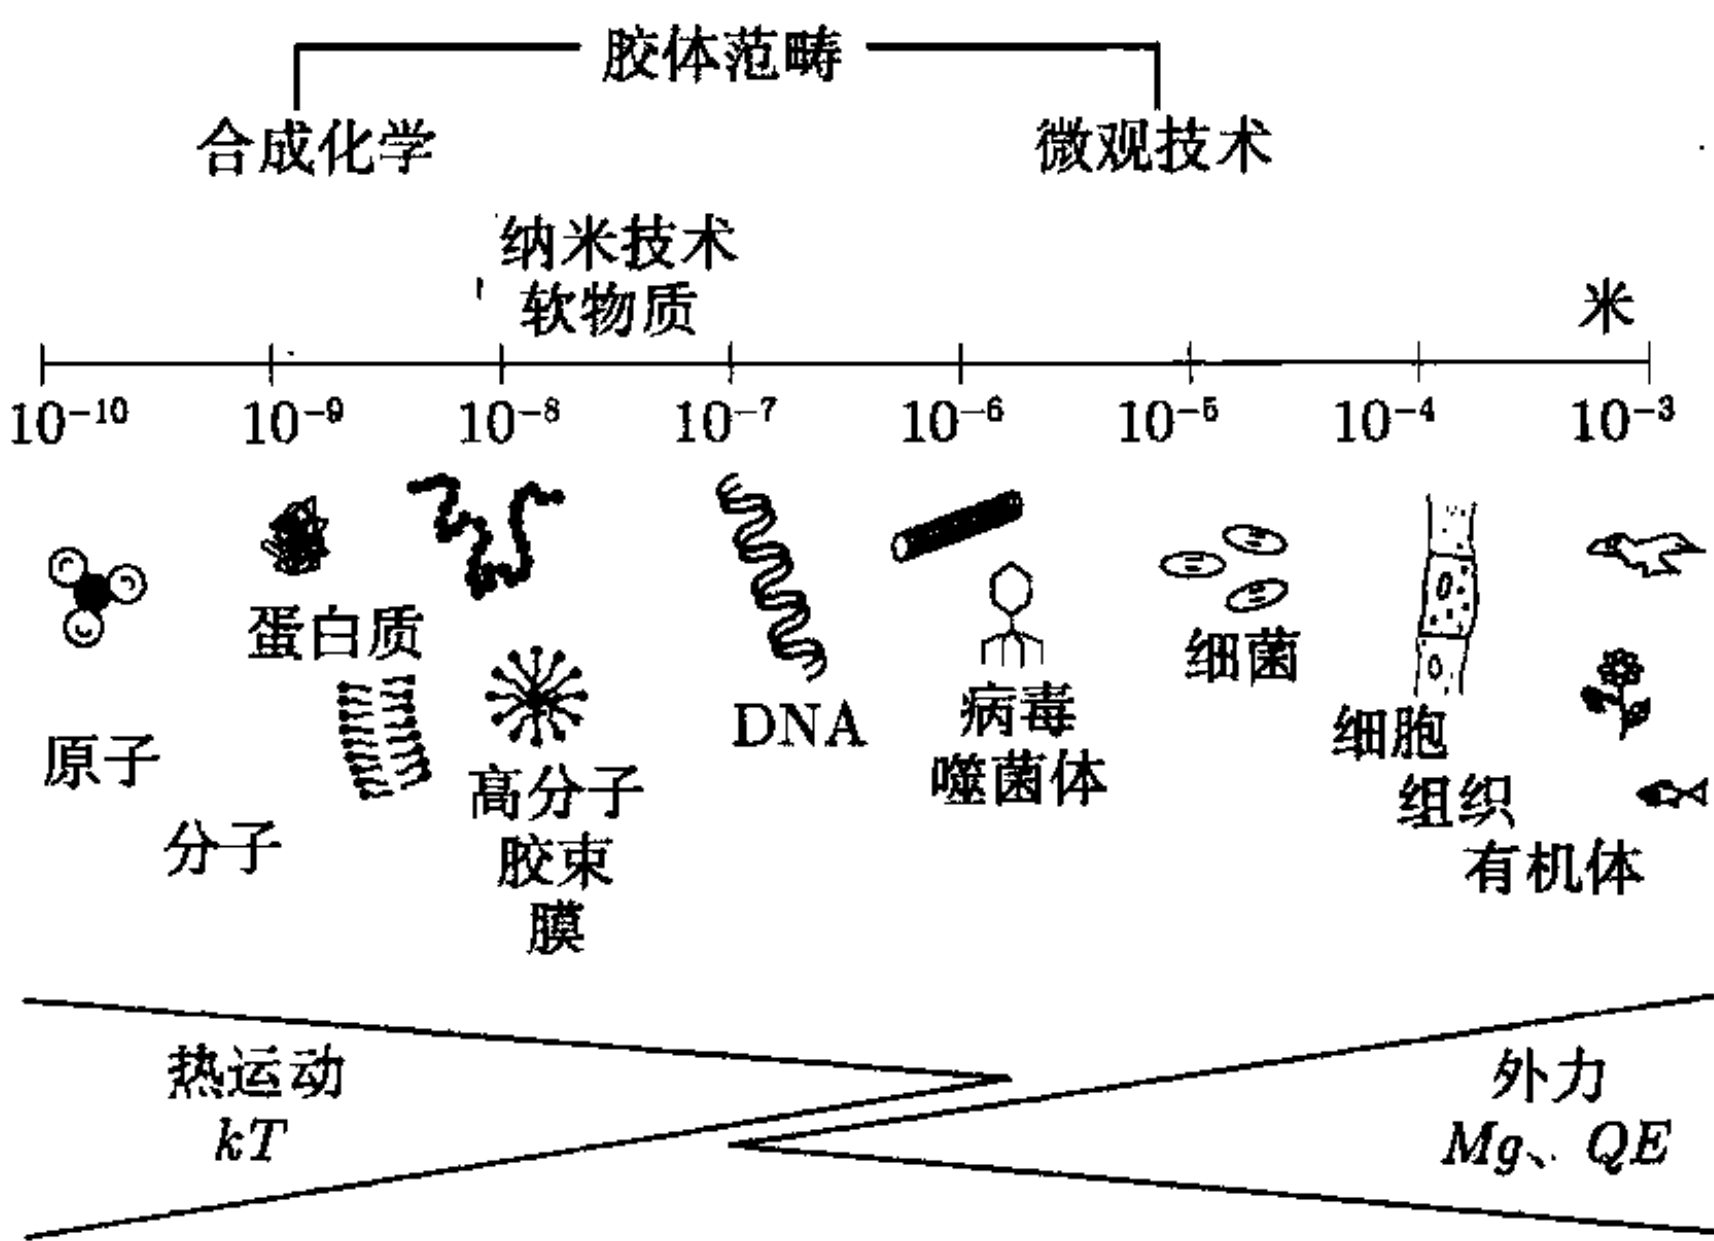 胶体范畴
合成化学
微观技术
纳米技术
软物质
米
10⁻¹⁰ 10⁻⁹ 10⁻⁸ 10⁻⁷ 10⁻⁶ 10⁻⁵ 10⁻⁴ 10⁻³
蛋白质
细菌
DNA
病毒
噬菌体
细胞
组织
有机体
原子
分子
高分子
胶束
膜
热运动
kT
外力
Mg、QE